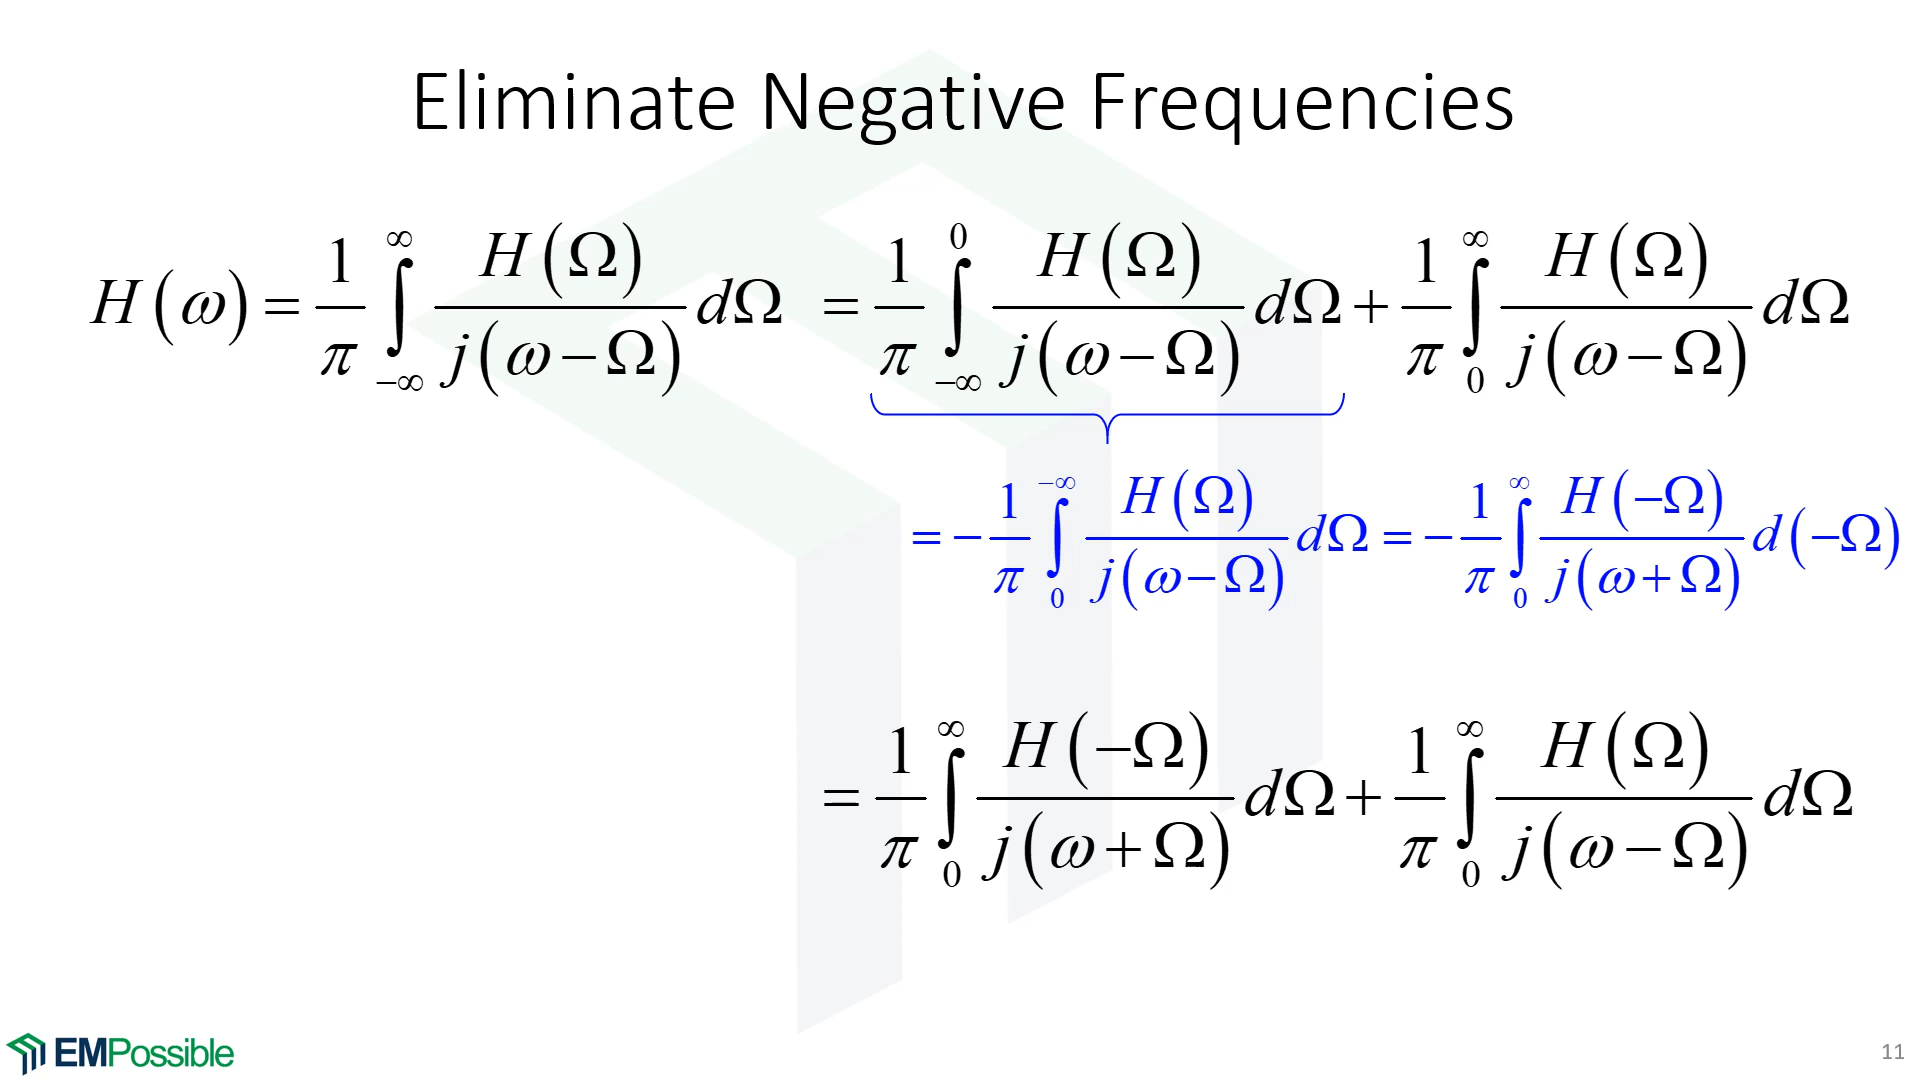 Eliminate Negative Frequencies
H(ω) = 1/π ∫_{−∞}^{∞} H(Ω)/(j(ω−Ω)) dΩ = 1/π ∫_{−∞}^{0} H(Ω)/(j(ω−Ω)) dΩ + 1/π ∫_{0}^{∞} H(Ω)/(j(ω−Ω)) dΩ
= −1/π ∫_{0}^{−∞} H(Ω)/(j(ω−Ω)) dΩ = −1/π ∫_{0}^{∞} H(−Ω)/(j(ω+Ω)) d(−Ω)
= 1/π ∫_{0}^{∞} H(−Ω)/(j(ω+Ω)) dΩ + 1/π ∫_{0}^{∞} H(Ω)/(j(ω−Ω)) dΩ
EMPossible
11